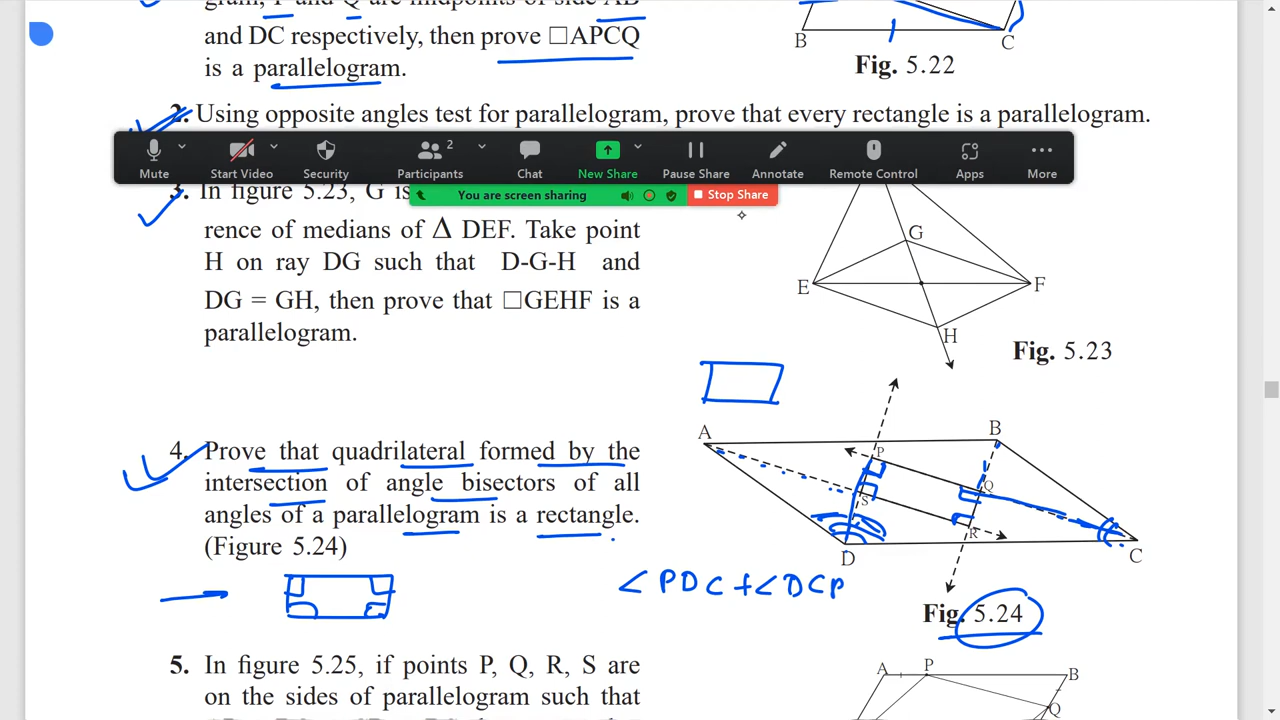 gram, P and Q are midpoints of side AB
and DC respectively, then prove □APCQ
is a parallelogram.
B
C
Fig. 5.22
2. Using opposite angles test for parallelogram, prove that every rectangle is a parallelogram.
Mute
Start Video
Security
2
Participants
Chat
New Share
Pause Share
Annotate
Remote Control
Apps
More
You are screen sharing
Stop Share
3. In figure 5.23, G is
rence of medians of Δ DEF. Take point
H on ray DG such that D-G-H and
DG = GH, then prove that □GEHF is a
parallelogram.
G
E
F
H
Fig. 5.23
4. Prove that quadrilateral formed by the
intersection of angle bisectors of all
angles of a parallelogram is a rectangle.
(Figure 5.24)
A
B
P
Q
S
R
D
C
∠PDC+∠DCP
Fig. 5.24
5. In figure 5.25, if points P, Q, R, S are
on the sides of parallelogram such that
A
P
B
Q